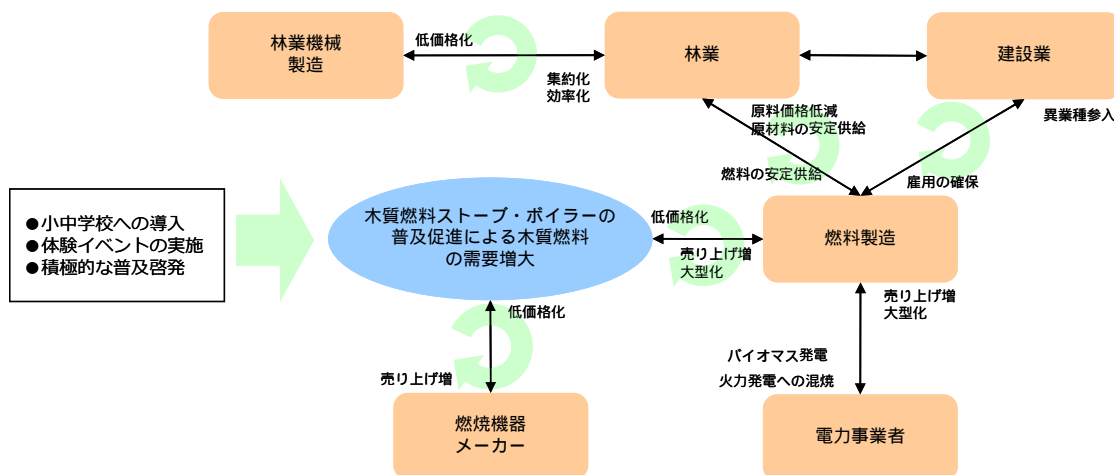 林業機械
製造
低価格化
集約化
効率化
林業
建設業
原料価格低減
原材料の安定供給
異業種参入
燃料の安定供給
雇用の確保
●小中学校への導入
●体験イベントの実施
●積極的な普及啓発
木質燃料ストーブ・ボイラーの
普及促進による木質燃料
の需要増大
低価格化
売り上げ増
大型化
燃料製造
低価格化
売り上げ増
売り上げ増
大型化
バイオマス発電
火力発電への混焼
燃焼機器
メーカー
電力事業者